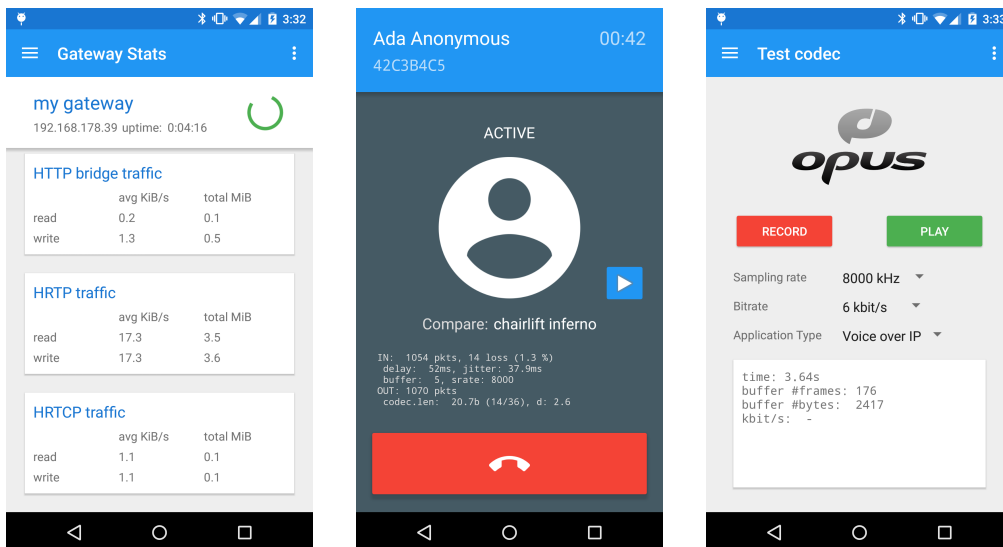 3:32
Gateway Stats
my gateway
192.168.178.39 uptime: 0:04:16
HTTP bridge traffic
avg KiB/s total MiB
read 0.2 0.1
write 1.3 0.5
HRTP traffic
avg KiB/s total MiB
read 17.3 3.5
write 17.3 3.6
HRTCP traffic
avg KiB/s total MiB
read 1.1 0.1
write 1.1 0.1
Ada Anonymous 00:42
42C3B4C5
ACTIVE
Compare: chairlift inferno
IN: 1054 pkts, 14 loss (1.3 %)
delay: 52ms, jitter: 37.9ms
buffer: 5, srate: 8000
OUT: 1070 pkts
codec.len: 20.7b (14/36), d: 2.6
3:33
Test codec
opus
RECORD PLAY
Sampling rate 8000 kHz
Bitrate 6 kbit/s
Application Type Voice over IP
time: 3.64s
buffer #frames: 176
buffer #bytes: 2417
kbit/s: -